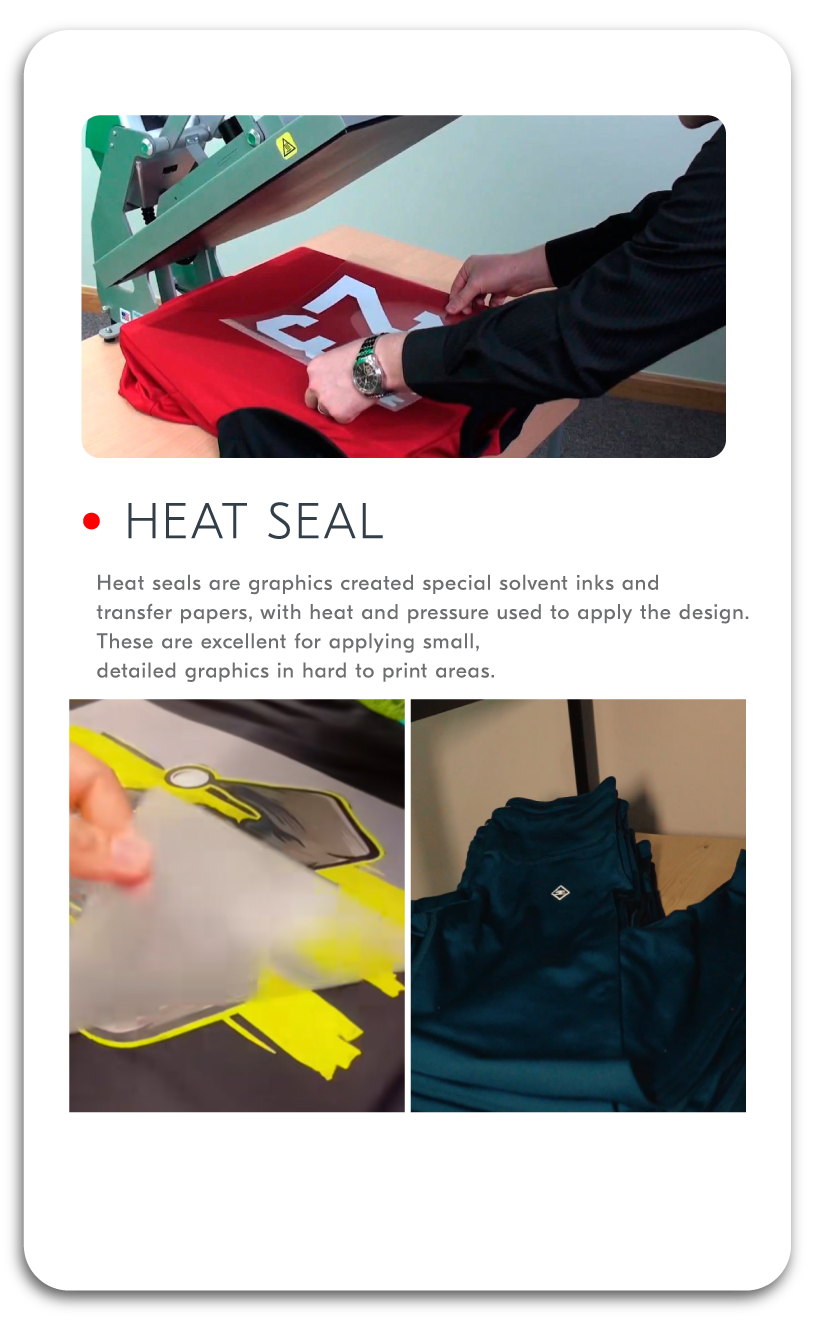 HEAT SEAL
Heat seals are graphics created special solvent inks and
transfer papers, with heat and pressure used to apply the design.
These are excellent for applying small,
detailed graphics in hard to print areas.